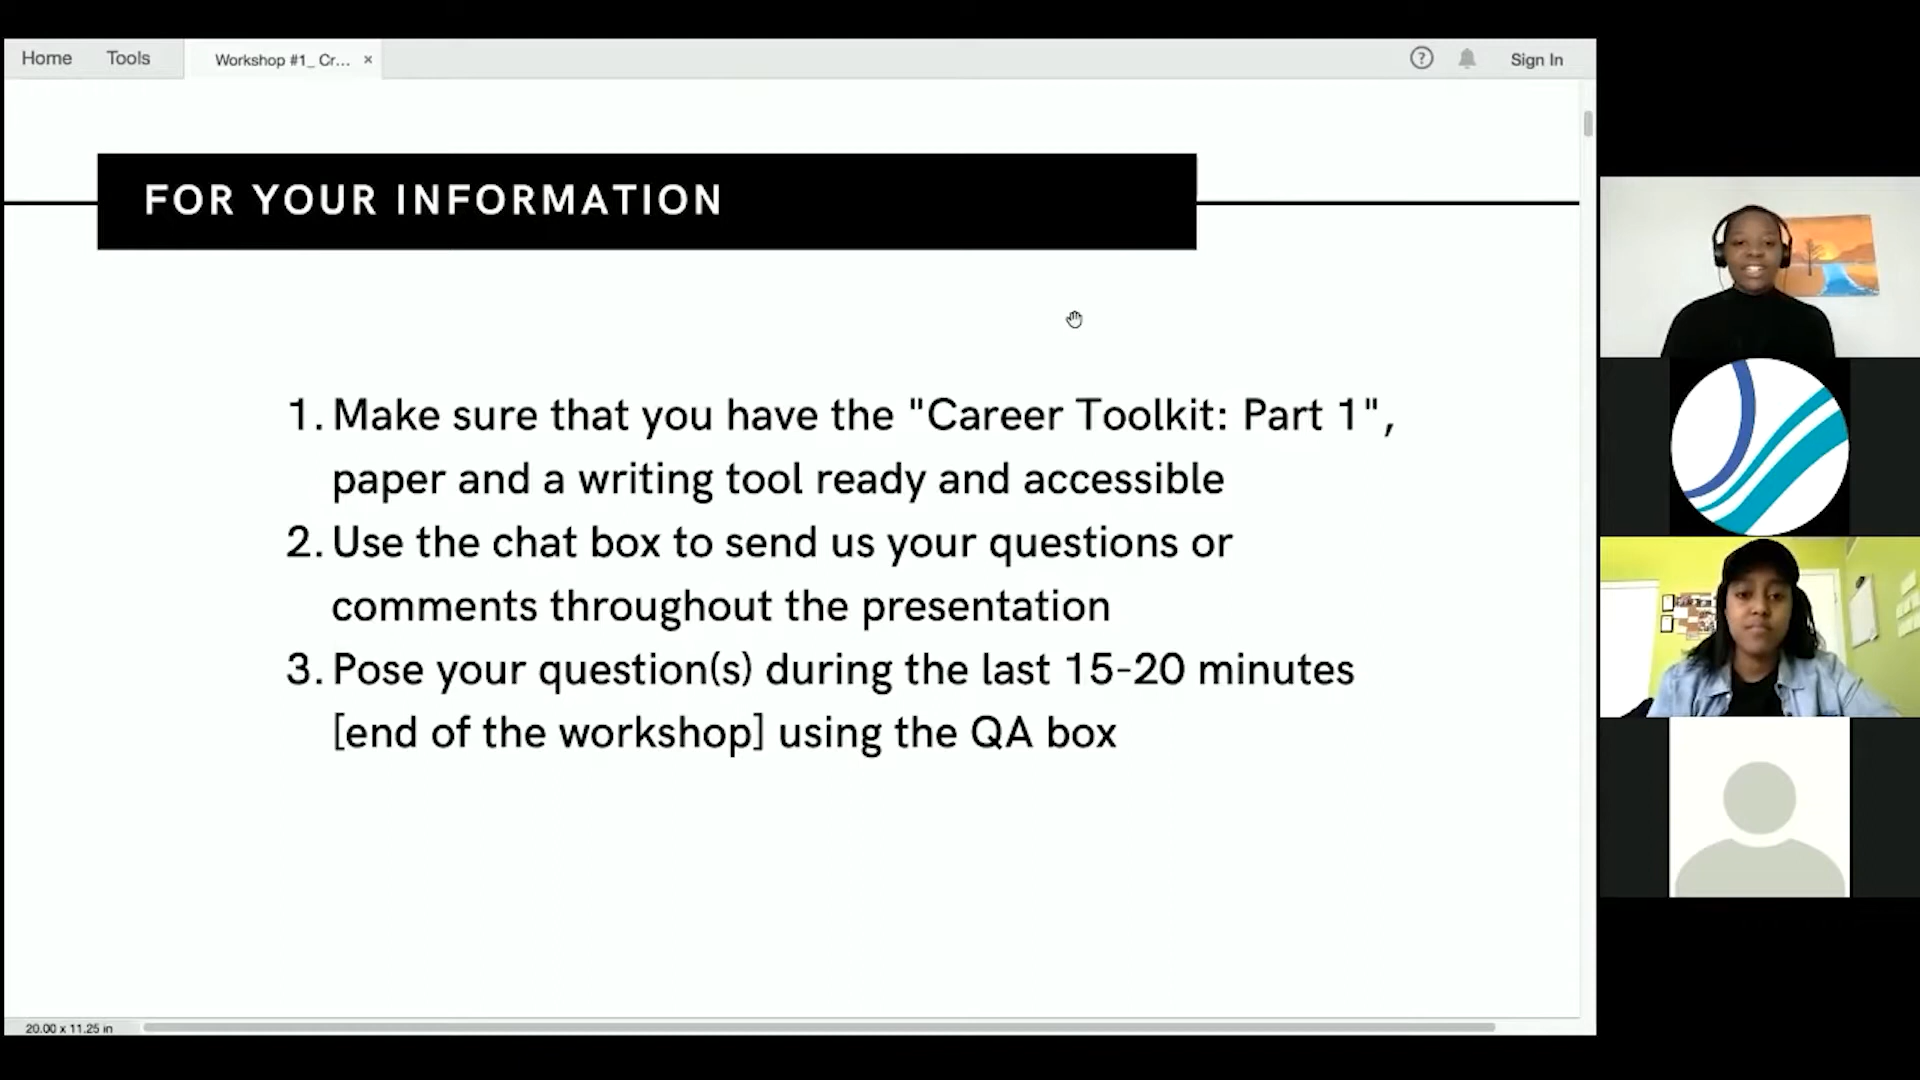 Home Tools Workshop #1_ Cr... × ? Sign In
FOR YOUR INFORMATION
1. Make sure that you have the "Career Toolkit: Part 1",
paper and a writing tool ready and accessible
2. Use the chat box to send us your questions or
comments throughout the presentation
3. Pose your question(s) during the last 15-20 minutes
[end of the workshop] using the QA box
20.00 x 11.25 in